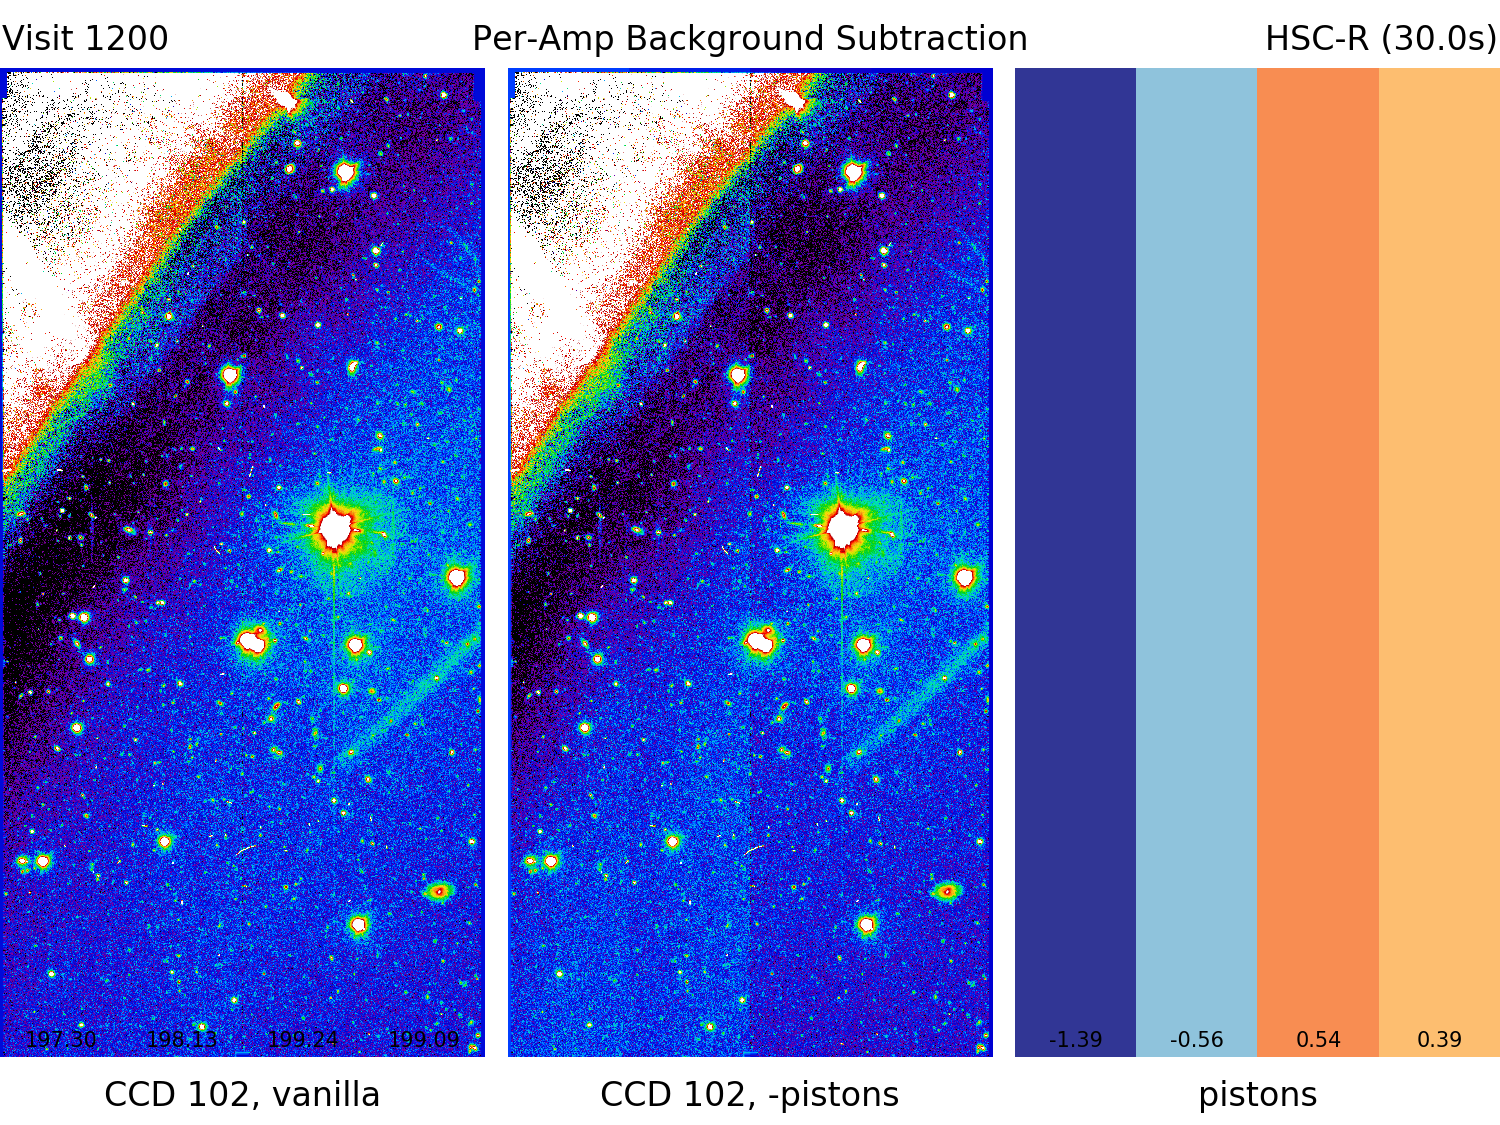 Visit 1200 Per-Amp Background Subtraction HSC-R (30.0s)
197.30 198.13 199.24 199.09 -1.39 -0.56 0.54 0.39
CCD 102, vanilla CCD 102, -pistons pistons